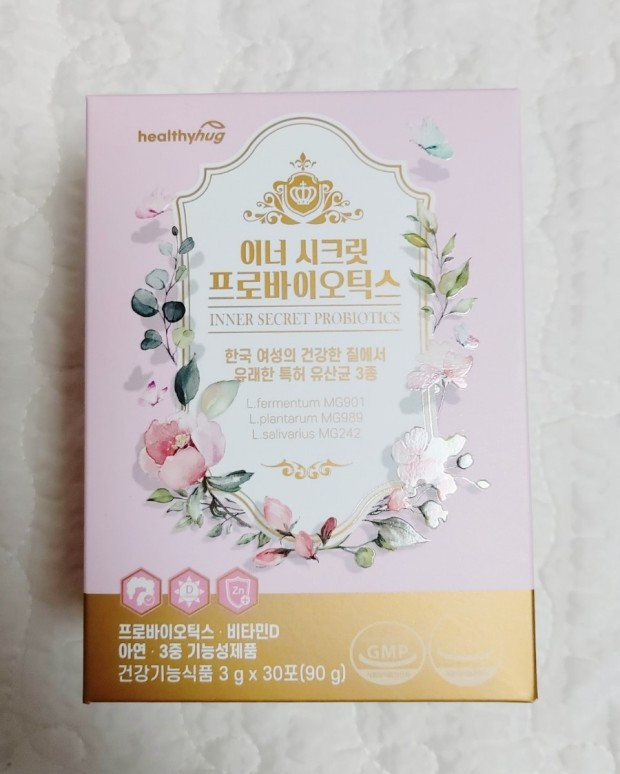 healthyhug
이너 시크릿
프로바이오틱스
INNER SECRET PROBIOTICS
한국 여성의 건강한 질에서
유래한 특허 유산균 3종
L.fermentum MG901
L.plantarum MG989
L.salivarius MG242
D
Zn
프로바이오틱스 · 비타민D
아연 · 3중 기능성제품
건강기능식품 3 g x 30포(90 g)
GMP